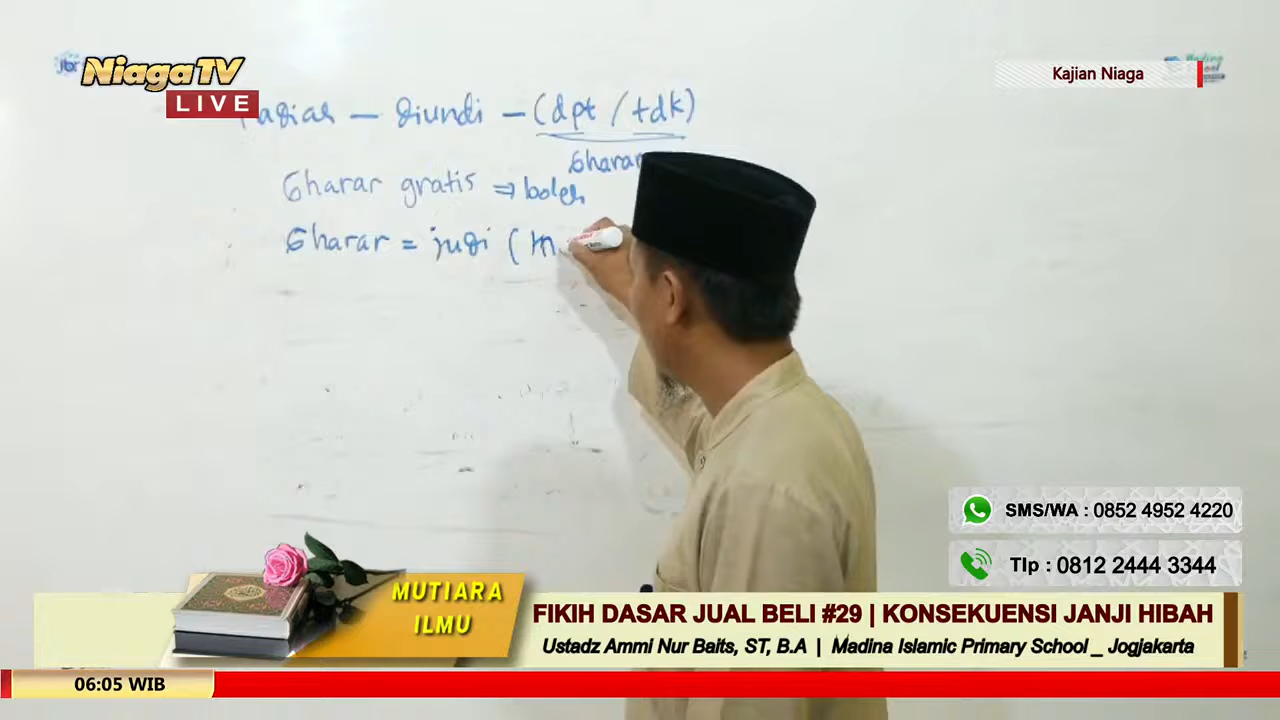 NiagaTV
LIVE
Kajian Niaga
– diundi – (dpt / tdk)
Gharar
Gharar gratis ⇒ boleh
Gharar = judi ( m
SMS/WA : 0852 4952 4220
Tlp : 0812 2444 3344
MUTIARA
ILMU
FIKIH DASAR JUAL BELI #29 | KONSEKUENSI JANJI HIBAH
Ustadz Ammi Nur Baits, ST, B.A | Madina Islamic Primary School _ Jogjakarta
06:05 WIB